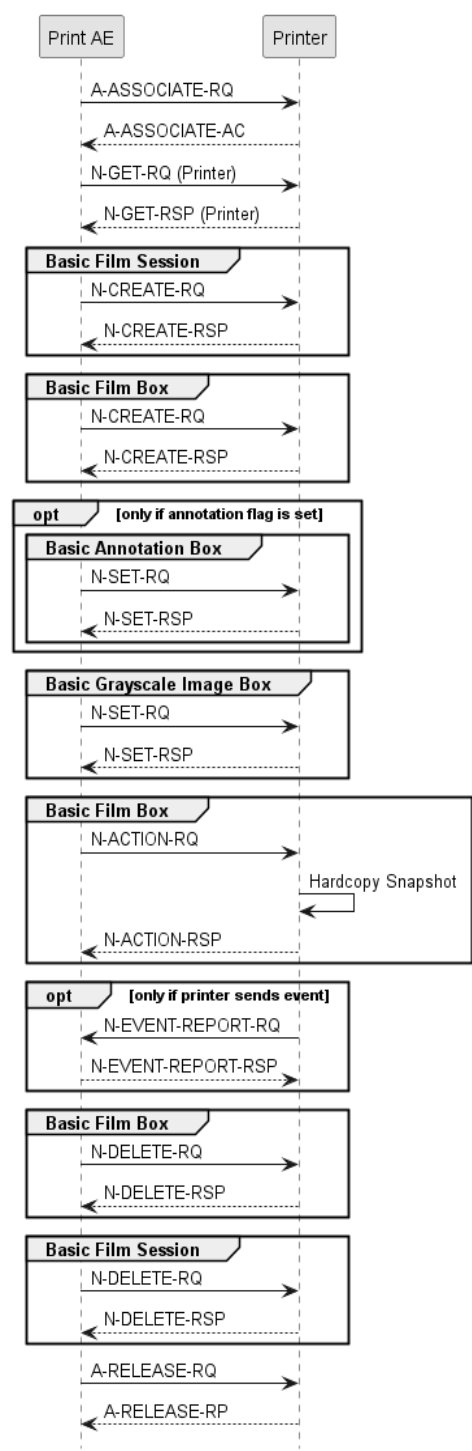 Print AE
Printer
A-ASSOCIATE-RQ
A-ASSOCIATE-AC
N-GET-RQ (Printer)
N-GET-RSP (Printer)
Basic Film Session
N-CREATE-RQ
N-CREATE-RSP
Basic Film Box
N-CREATE-RQ
N-CREATE-RSP
opt [only if annotation flag is set]
Basic Annotation Box
N-SET-RQ
N-SET-RSP
Basic Grayscale Image Box
N-SET-RQ
N-SET-RSP
Basic Film Box
N-ACTION-RQ
Hardcopy Snapshot
N-ACTION-RSP
opt [only if printer sends event]
N-EVENT-REPORT-RQ
N-EVENT-REPORT-RSP
Basic Film Box
N-DELETE-RQ
N-DELETE-RSP
Basic Film Session
N-DELETE-RQ
N-DELETE-RSP
A-RELEASE-RQ
A-RELEASE-RP